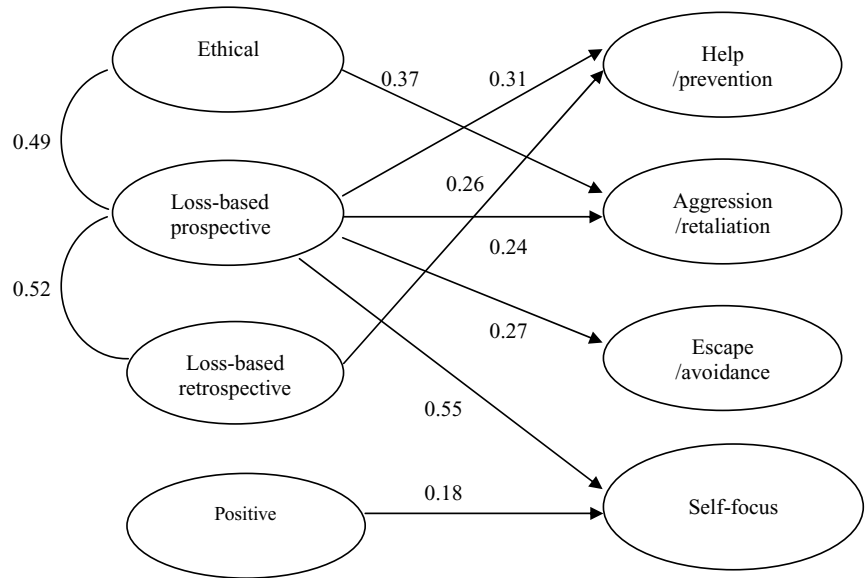 Ethical
Help
/prevention
0.37
0.31
0.49
Loss-based
prospective
0.26
Aggression
/retaliation
0.24
0.52
0.27
Loss-based
retrospective
Escape
/avoidance
0.55
Positive
0.18
Self-focus